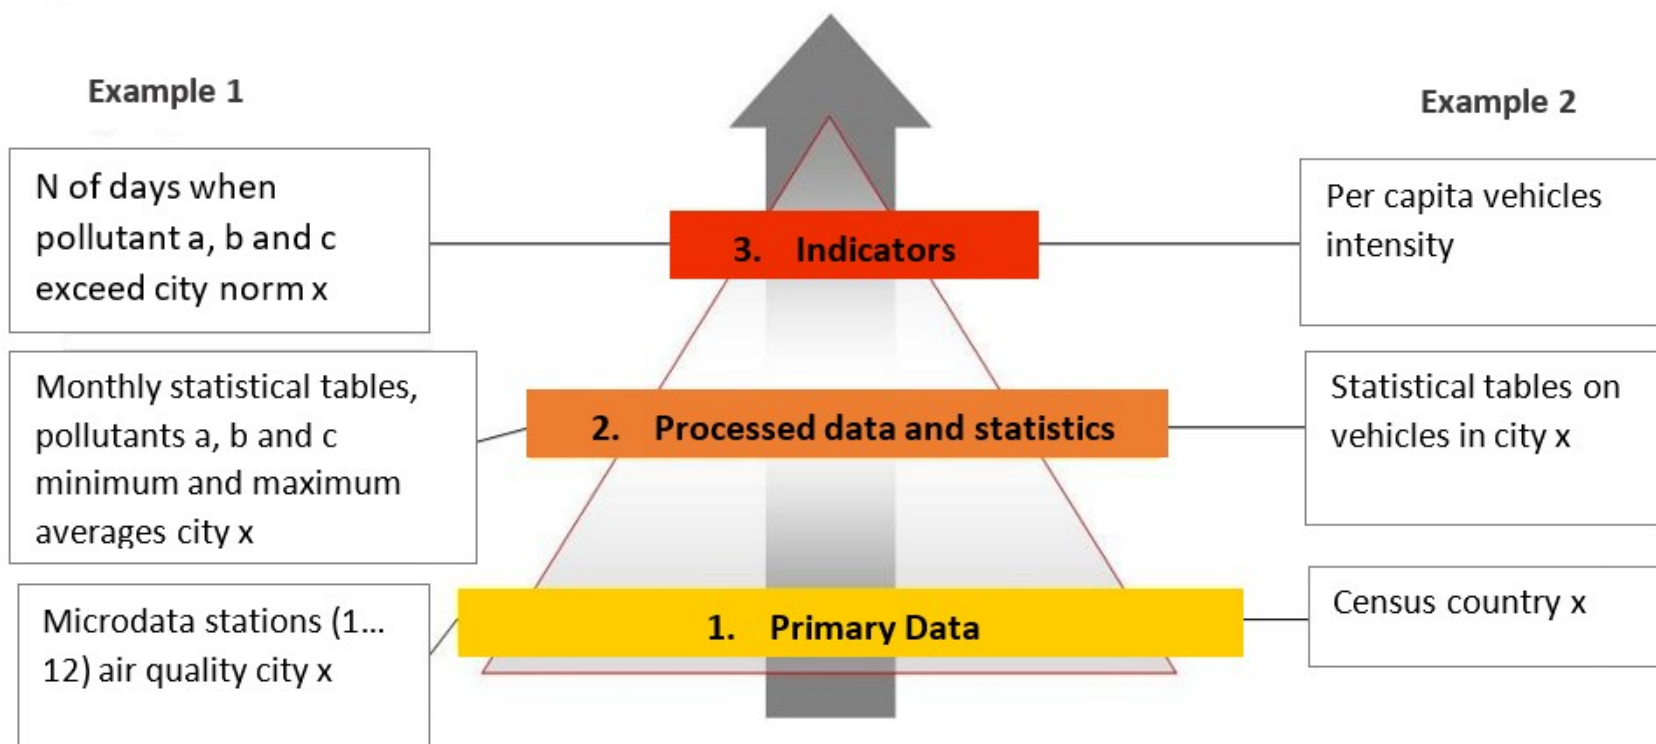 Example 1
N of days when
pollutant a, b and c
exceed city norm x
Monthly statistical tables,
pollutants a, b and c
minimum and maximum
averages city x
Microdata stations (1…
12) air quality city x
3. Indicators
2. Processed data and statistics
1. Primary Data
Example 2
Per capita vehicles
intensity
Statistical tables on
vehicles in city x
Census country x